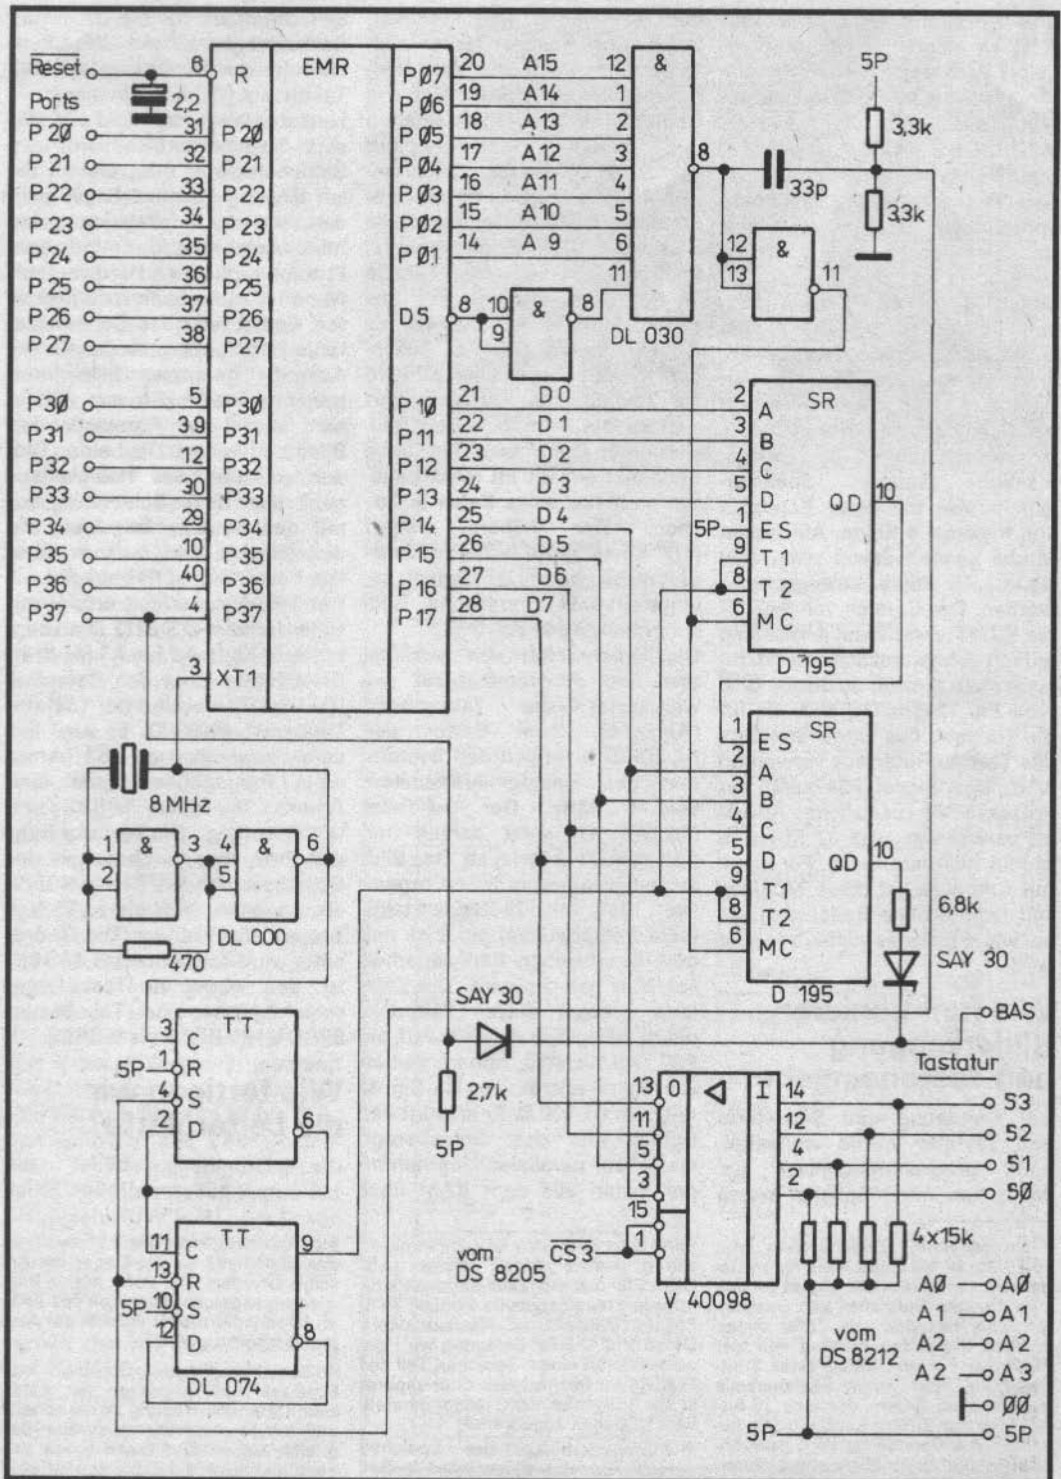 Reset
6
R
EMR
2,2
Ports
P20 31 P20
P21 32 P21
P22 33 P22
P23 34 P23
P24 35 P24
P25 36 P25
P26 37 P26
P27 38 P27
P30 5 P30
P31 39 P31
P32 12 P32
P33 30 P33
P34 29 P34
P35 10 P35
P36 40 P36
P37 4 P37
3
XT1
PØ7 20 A15 12
PØ6 19 A14 1
PØ5 18 A13 2
PØ4 17 A12 3
PØ3 16 A11 4
PØ2 15 A10 5
PØ1 14 A 9 6
11
&
8
DL 030
DS 8 10
9
&
8
33p
5P
3,3k
3,3k
12
13
&
11
P1Ø 21 D0 2 A
P11 22 D1 3 B
P12 23 D2 4 C
P13 24 D3 5 D
P14 25 D4
P15 26 D5
P16 27 D6
P17 28 D7
SR
QD 10
5P 1 ES
9 T1
8 T2
6 MC
D 195
SR
1 ES
2 A
3 B
4 C
5 D
9 T1
8 T2
6 MC
QD 10
D 195
6,8k
SAY 30
8MHz
1
2
&
3
4
5
&
6
DL 000
470
TT
3 C
5P 1 R
4 S
2 D
6
TT
11 C
13 R
5P 10 S
12 D
9
8
DL 074
SAY 30
2,7k
5P
BAS
Tastatur
13 O
11
5
3
15
1
I 14
12
4
2
S3
S2
S1
SØ
vom
DS 8205
CS3
V 40098
4x15k
AØ AØ
A1 A1
A2 A2
A2 A3
vom
DS 8212
ØØ
5P 5P